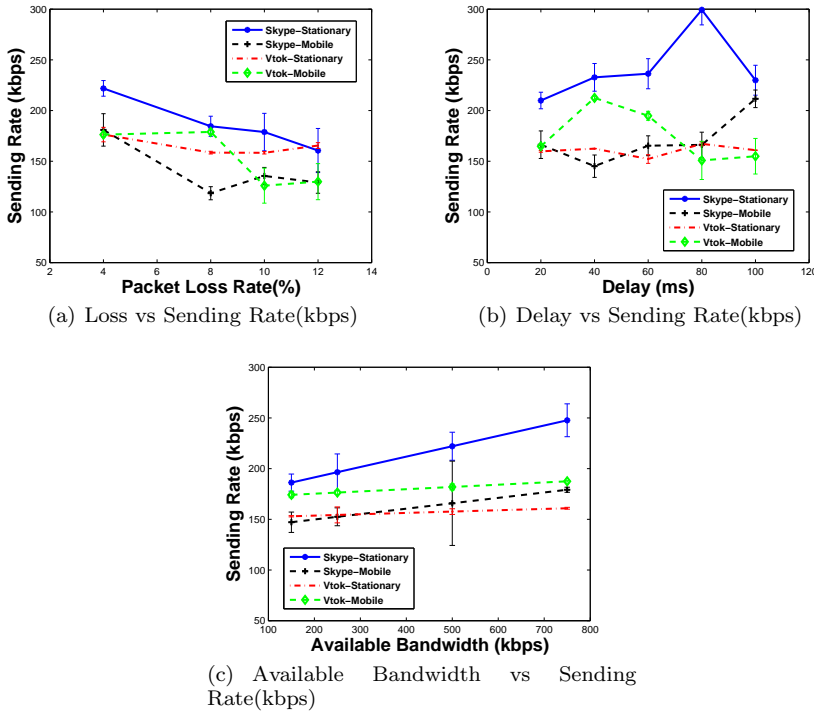 300
250
200
150
100
50
Sending Rate (kbps)
Skype−Stationary
Skype−Mobile
Vtok−Stationary
Vtok−Mobile
2 4 6 8 10 12 14
Packet Loss Rate(%)
(a) Loss vs Sending Rate(kbps)
300
250
200
150
100
50
Sending Rate (kbps)
Skype−Stationary
Skype−Mobile
Vtok−Stationary
Vtok−Mobile
0 20 40 60 80 100 120
Delay (ms)
(b) Delay vs Sending Rate(kbps)
300
250
200
150
100
50
Sending Rate (kbps)
Skype−Stationary
Skype−Mobile
Vtok−Stationary
Vtok−Mobile
100 200 300 400 500 600 700 800
Available Bandwidth (kbps)
(c) Available Bandwidth vs Sending
Rate(kbps)